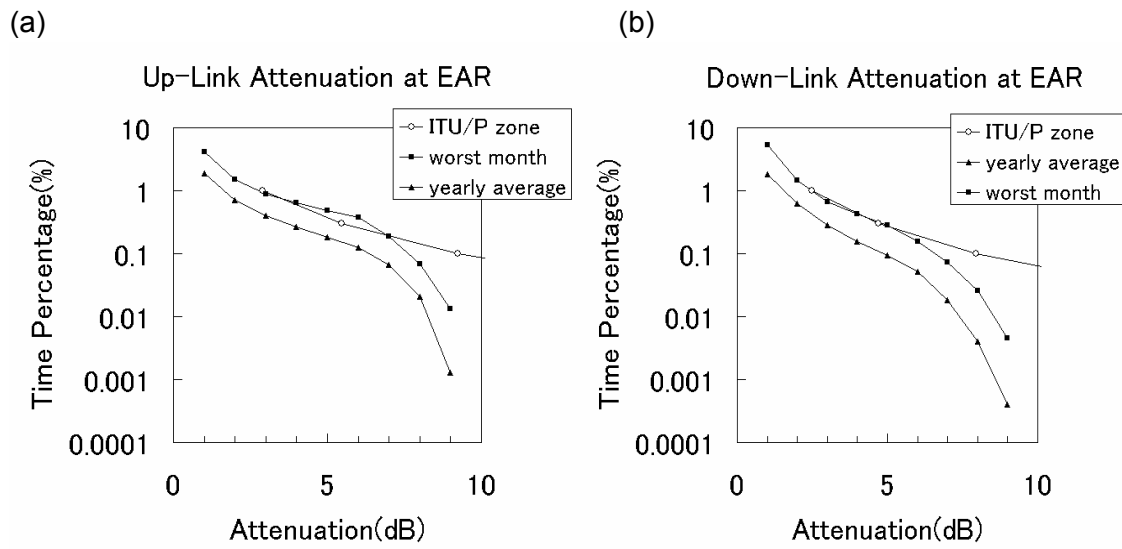 (a)
Up-Link Attenuation at EAR
ITU/P zone
worst month
yearly average
Time Percentage(%)
10
1
0.1
0.01
0.001
0.0001
0 5 10
Attenuation(dB)
(b)
Down-Link Attenuation at EAR
ITU/P zone
yearly average
worst month
Time Percentage(%)
10
1
0.1
0.01
0.001
0.0001
0 5 10
Attenuation(dB)